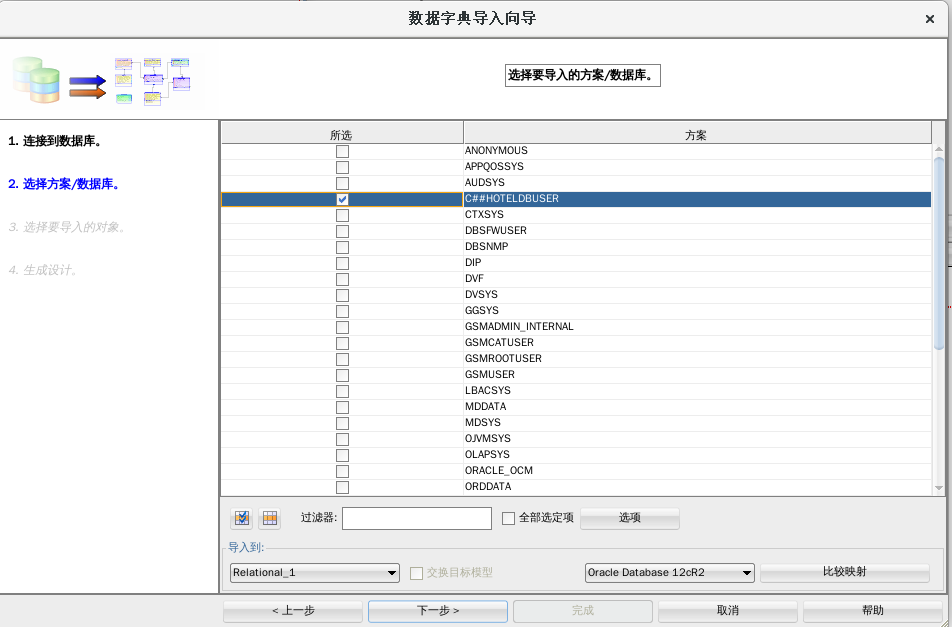 数据字典导入向导
选择要导入的方案/数据库。
1. 连接到数据库。
2. 选择方案/数据库。
3. 选择要导入的对象。
4. 生成设计。
所选 方案
ANONYMOUS
APPQOSSYS
AUDSYS
C##HOTELDBUSER
CTXSYS
DBSFWUSER
DBSNMP
DIP
DVF
DVSYS
GGSYS
GSMADMIN_INTERNAL
GSMCATUSER
GSMROOTUSER
GSMUSER
LBACSYS
MDDATA
MDSYS
OJVMSYS
OLAPSYS
ORACLE_OCM
ORDDATA
过滤器: 全部选定项 选项
导入到:
Relational_1 交换目标模型 Oracle Database 12cR2 比较映射
< 上一步 下一步 > 完成 取消 帮助